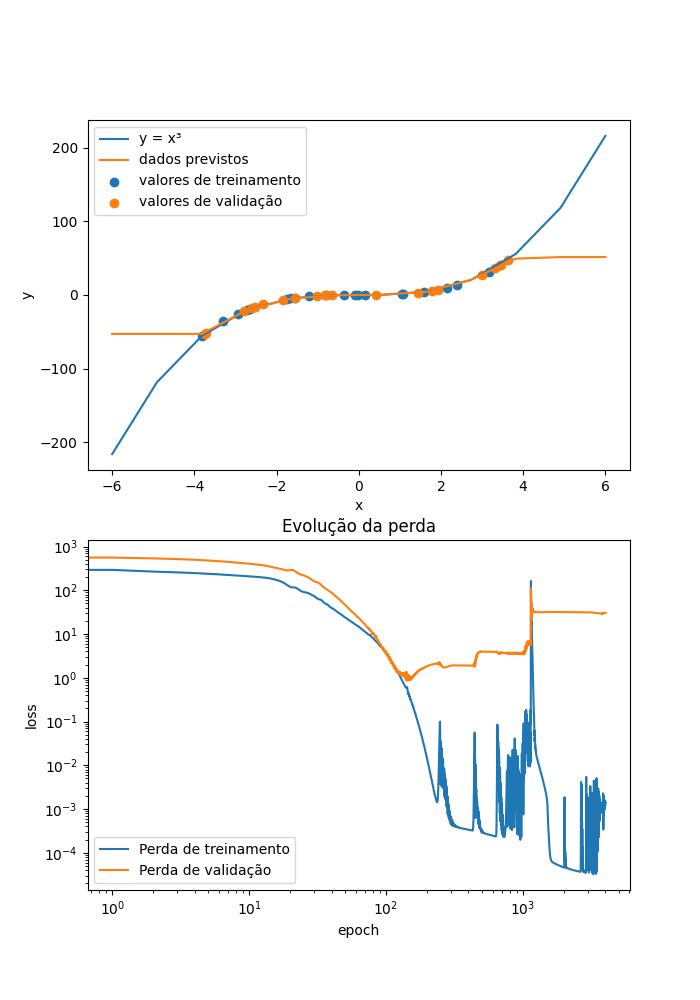 y = x³
dados previstos
valores de treinamento
valores de validação
200
100
0
−100
−200
y
−6 −4 −2 0 2 4 6
x
Evolução da perda
10³
10²
10¹
10⁰
10⁻¹
10⁻²
10⁻³
10⁻⁴
loss
Perda de treinamento
Perda de validação
10⁰ 10¹ 10² 10³
epoch